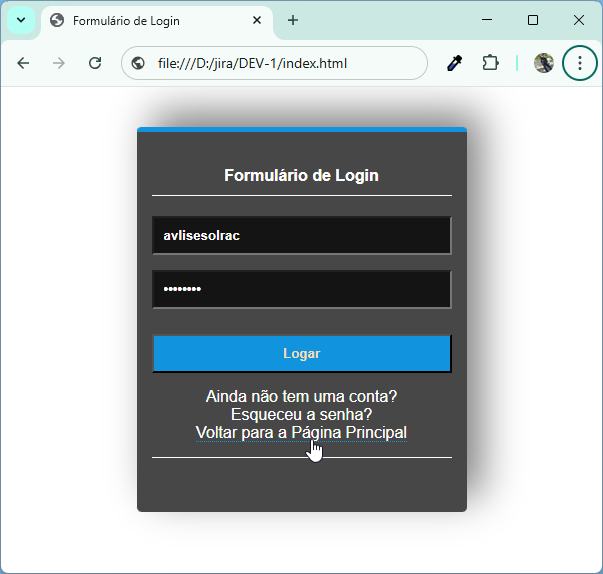 Formulário de Login
file:///D:/jira/DEV-1/index.html
Formulário de Login
avlisesolrac
••••••••
Logar
Ainda não tem uma conta?
Esqueceu a senha?
Voltar para a Página Principal